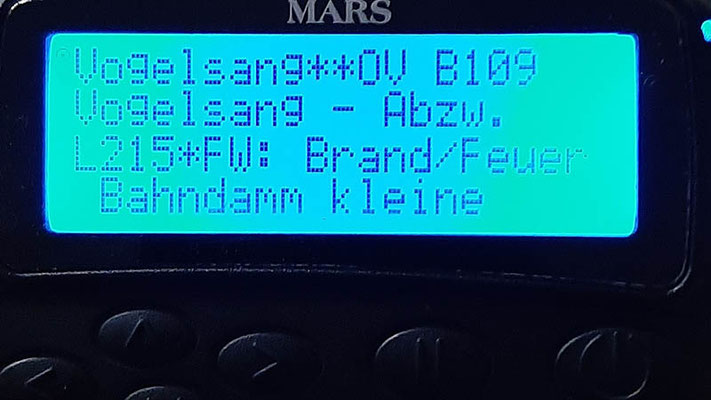 MARS
Vogelsang**OV B109
Vogelsang - Abzw.
L215*FW: Brand/Feuer
Bahndamm kleine